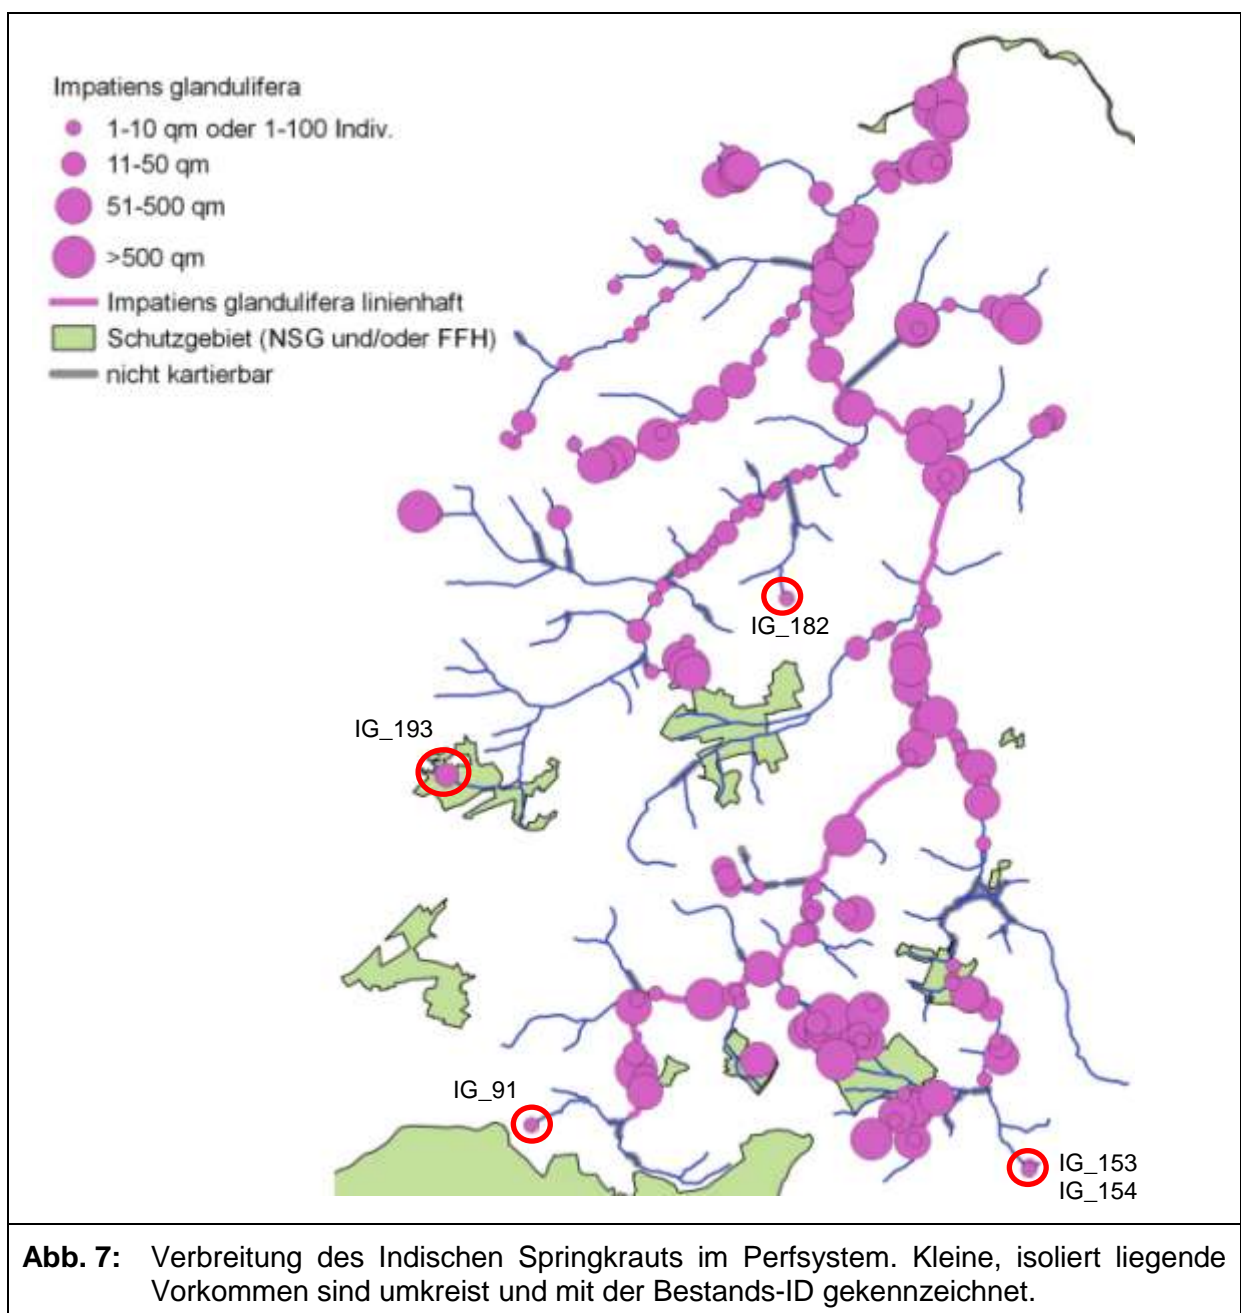 Impatiens glandulifera
1-10 qm oder 1-100 Indiv.
11-50 qm
51-500 qm
>500 qm
Impatiens glandulifera linienhaft
Schutzgebiet (NSG und/oder FFH)
nicht kartierbar
IG_182
IG_193
IG_91
IG_153
IG_154
Abb. 7: Verbreitung des Indischen Springkrauts im Perfsystem. Kleine, isoliert liegende
Vorkommen sind umkreist und mit der Bestands-ID gekennzeichnet.